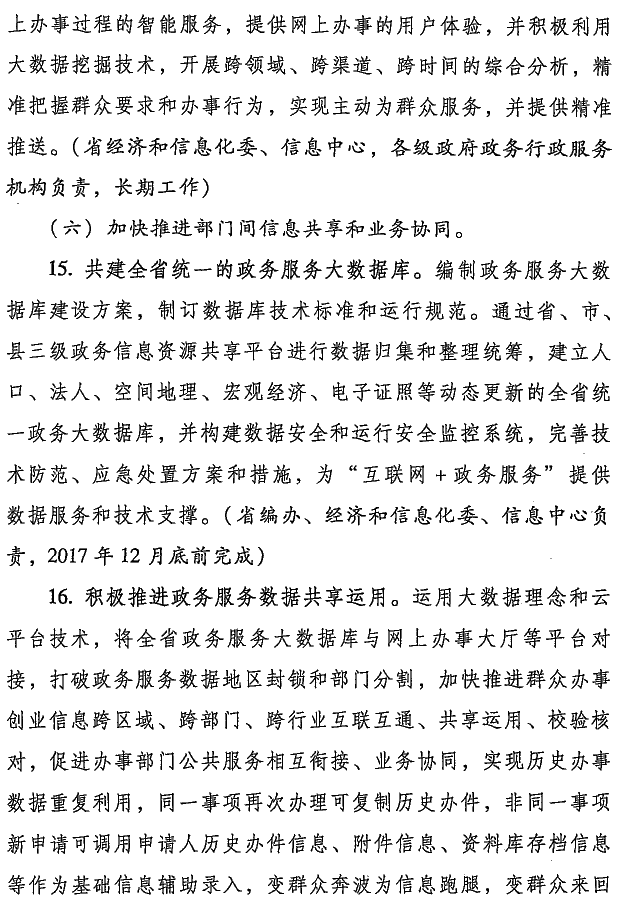 上办事过程的智能服务，提供网上办事的用户体验，并积极利用
大数据挖掘技术，开展跨领域、跨渠道、跨时间的综合分析，精
准把握群众要求和办事行为，实现主动为群众服务，并提供精准
推送。（省经济和信息化委、信息中心，各级政府政务行政服务
机构负责，长期工作）
（六）加快推进部门间信息共享和业务协同。
15. 共建全省统一的政务服务大数据库。编制政务服务大数
据库建设方案，制订数据库技术标准和运行规范。通过省、市、
县三级政务信息资源共享平台进行数据归集和整理统筹，建立人
口、法人、空间地理、宏观经济、电子证照等动态更新的全省统
一政务大数据库，并构建数据安全和运行安全监控系统，完善技
术防范、应急处置方案和措施，为“互联网+政务服务”提供
数据服务和技术支撑。（省编办、经济和信息化委、信息中心负
责，2017年12月底前完成）
16. 积极推进政务服务数据共享运用。运用大数据理念和云
平台技术，将全省政务服务大数据库与网上办事大厅等平台对
接，打破政务服务数据地区封锁和部门分割，加快推进群众办事
创业信息跨区域、跨部门、跨行业互联互通、共享运用、校验核
对，促进办事部门公共服务相互衔接、业务协同，实现历史办事
数据重复利用，同一事项再次办理可复制历史办件，非同一事项
新申请可调用申请人历史办件信息、附件信息、资料库存档信息
等作为基础信息辅助录入，变群众奔波为信息跑腿，变群众来回